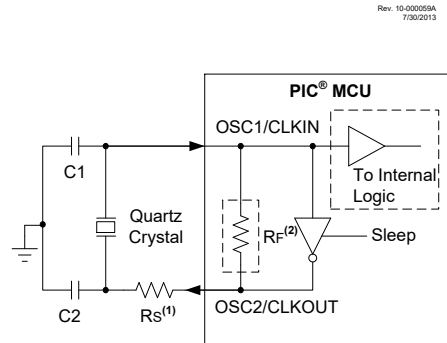 Rev. 10-000059A
7/30/2013
PIC® MCU
OSC1/CLKIN
C1
To Internal
Logic
Quartz
Crystal
RF(2)
Sleep
C2
RS(1)
OSC2/CLKOUT